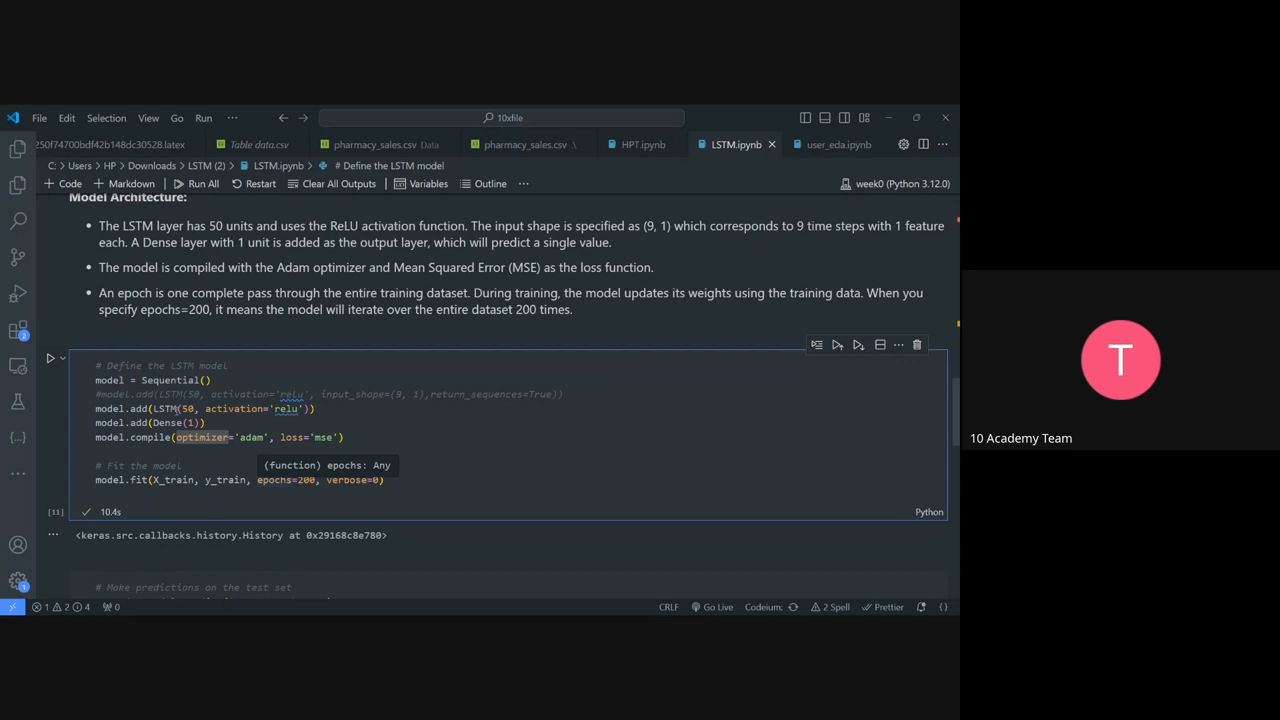 File Edit Selection View Go Run ··· 10xfile
250f74700bdf42b148dc30528.latex Table data.csv pharmacy_sales.csv Data pharmacy_sales.csv .\ HPT.ipynb LSTM.ipynb user_eda.ipynb ···
C: > Users > HP > Downloads > LSTM (2) > LSTM.ipynb > # Define the LSTM model
+ Code + Markdown Run All Restart Clear All Outputs Variables Outline ··· week0 (Python 3.12.0)
Model Architecture:
• The LSTM layer has 50 units and uses the ReLU activation function. The input shape is specified as (9, 1) which corresponds to 9 time steps with 1 feature
each. A Dense layer with 1 unit is added as the output layer, which will predict a single value.
• The model is compiled with the Adam optimizer and Mean Squared Error (MSE) as the loss function.
• An epoch is one complete pass through the entire training dataset. During training, the model updates its weights using the training data. When you
specify epochs=200, it means the model will iterate over the entire dataset 200 times.
# Define the LSTM model
model = Sequential()
#model.add(LSTM(50, activation='relu', input_shape=(9, 1),return_sequences=True))
model.add(LSTM(50, activation='relu'))
model.add(Dense(1))
model.compile(optimizer='adam', loss='mse')
# Fit the model
(function) epochs: Any
model.fit(X_train, y_train, epochs=200, verbose=0)
[11] 10.4s Python
··· <keras.src.callbacks.history.History at 0x29168c8e780>
# Make predictions on the test set
1 2 4 0 CRLF Go Live Codeium: 2 Spell Prettier {}
2
1
T
10 Academy Team